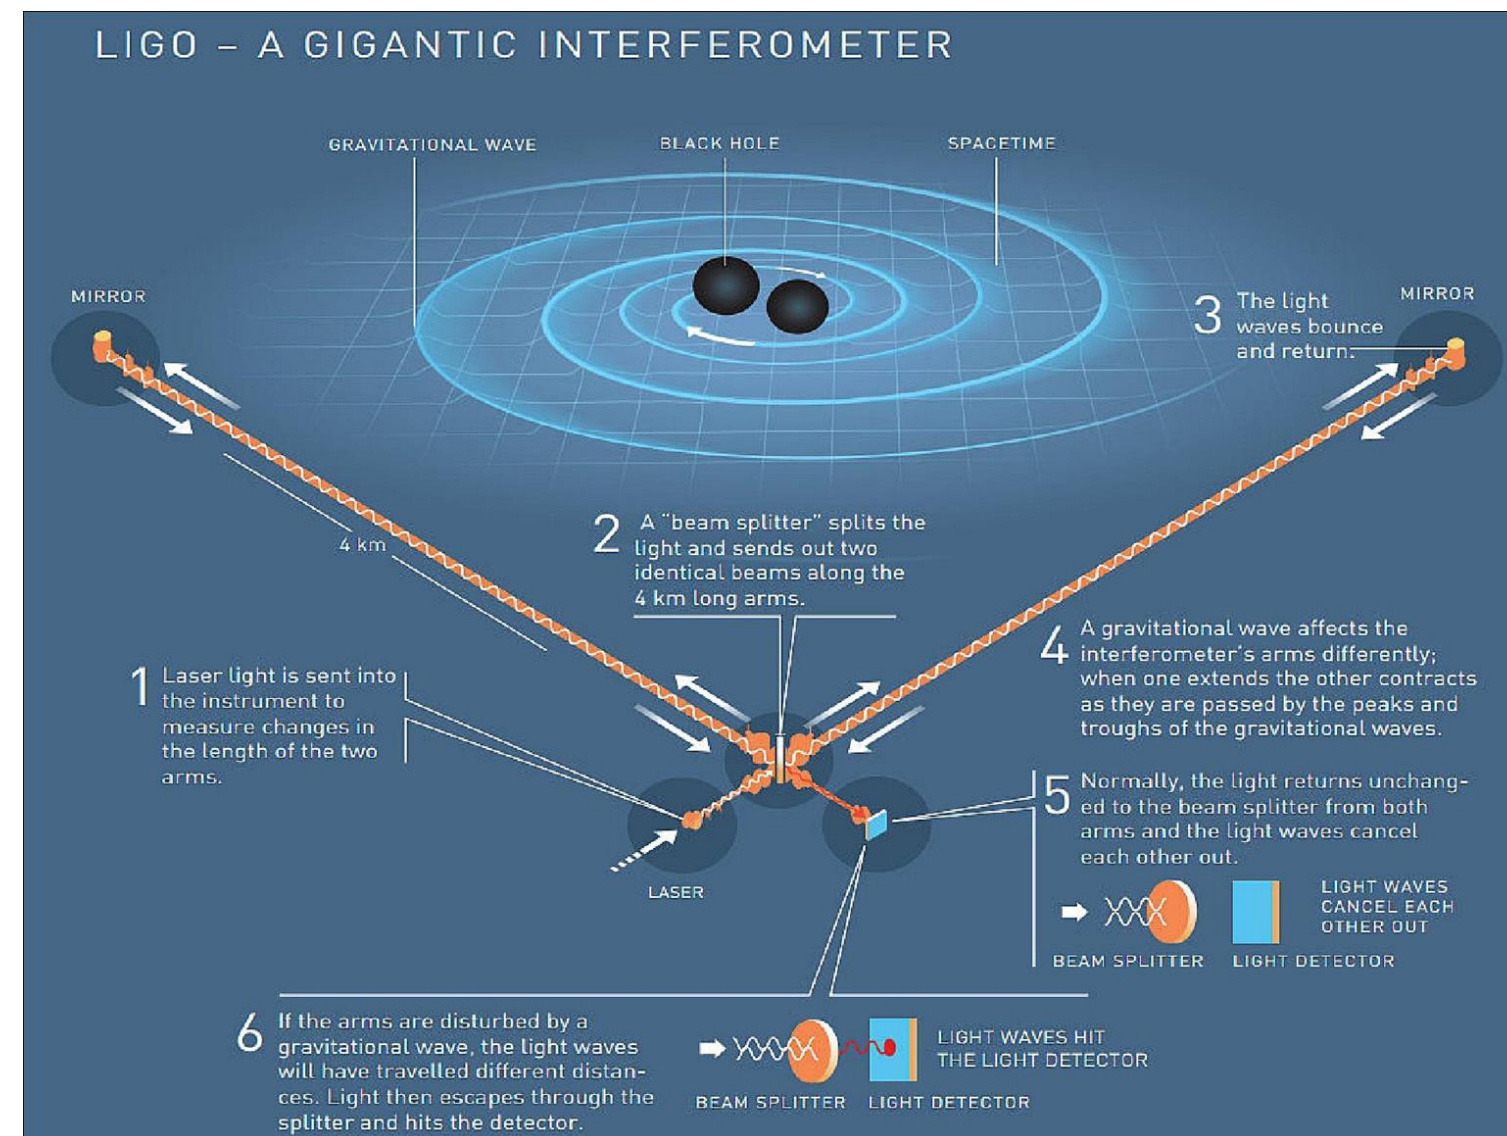 LIGO – A GIGANTIC INTERFEROMETER
GRAVITATIONAL WAVE
BLACK HOLE
SPACETIME
MIRROR
3 The light
waves bounce
and return.
MIRROR
4 km
2 A "beam splitter" splits the
light and sends out two
identical beams along the
4 km long arms.
1 Laser light is sent into
the instrument to
measure changes in
the length of the two
arms.
4 A gravitational wave affects the
interferometer's arms differently;
when one extends the other contracts
as they are passed by the peaks and
troughs of the gravitational waves.
5 Normally, the light returns unchang-
ed to the beam splitter from both
arms and the light waves cancel
each other out.
LASER
LIGHT WAVES
CANCEL EACH
OTHER OUT
BEAM SPLITTER
LIGHT DETECTOR
6 If the arms are disturbed by a
gravitational wave, the light waves
will have travelled different distan-
ces. Light then escapes through the
splitter and hits the detector.
LIGHT WAVES HIT
THE LIGHT DETECTOR
BEAM SPLITTER
LIGHT DETECTOR